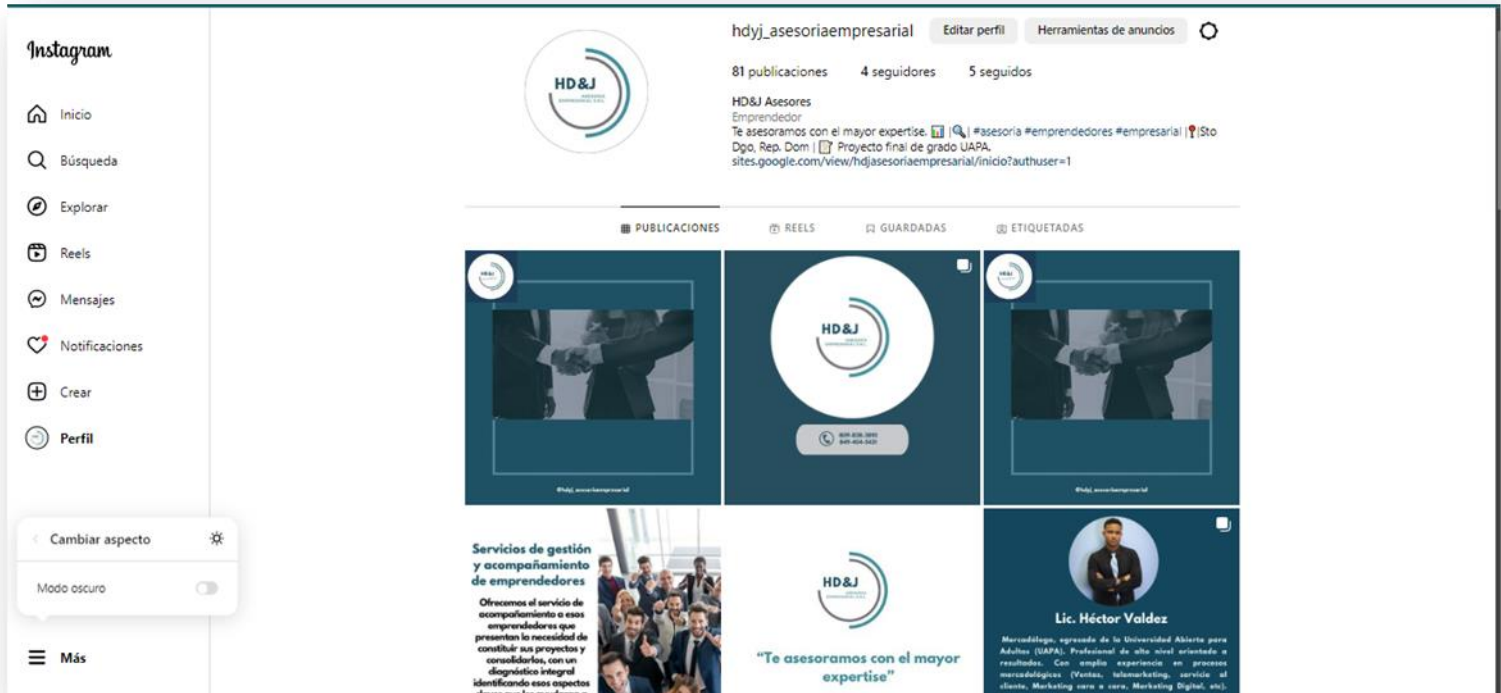 Instagram
Inicio
Búsqueda
Explorar
Reels
Mensajes
Notificaciones
Crear
Perfil
Cambiar aspecto
Modo oscuro
Más
hdyj_asesoriaempresarial Editar perfil Herramientas de anuncios
81 publicaciones 4 seguidores 5 seguidos
HD&J Asesores
Emprendedor
Te asesoramos con el mayor expertise. 📊 |🔍| #asesoria #emprendedores #empresarial |📍|Sto
Dgo, Rep. Dom | 📝 Proyecto final de grado UAPA.
sites.google.com/view/hdjasesoriaempresarial/inicio?authuser=1
HD&J
PUBLICACIONES REELS GUARDADAS ETIQUETADAS
@hdyj_asesoriaempresarial
HD&J
@hdyj_asesoriaempresarial
Servicios de gestión
y acompañamiento
de emprendedores
Ofrecemos el servicio de
acompañamiento a esos
emprendedores que
presentan la necesidad de
constituir sus proyectos y
consolidarlos, con un
diagnóstico integral
identificando esos aspectos
HD&J
"Te asesoramos con el mayor
expertise"
Lic. Héctor Valdez
Mercadólogo, egresado de la Universidad Abierta para
Adultos (UAPA). Profesional de alto nivel orientado a
resultados. Con amplia experiencia en procesos
mercadológicos (Ventas, telemarketing, servicio al
cliente, Marketing cara a cara, Marketing Digital, etc).